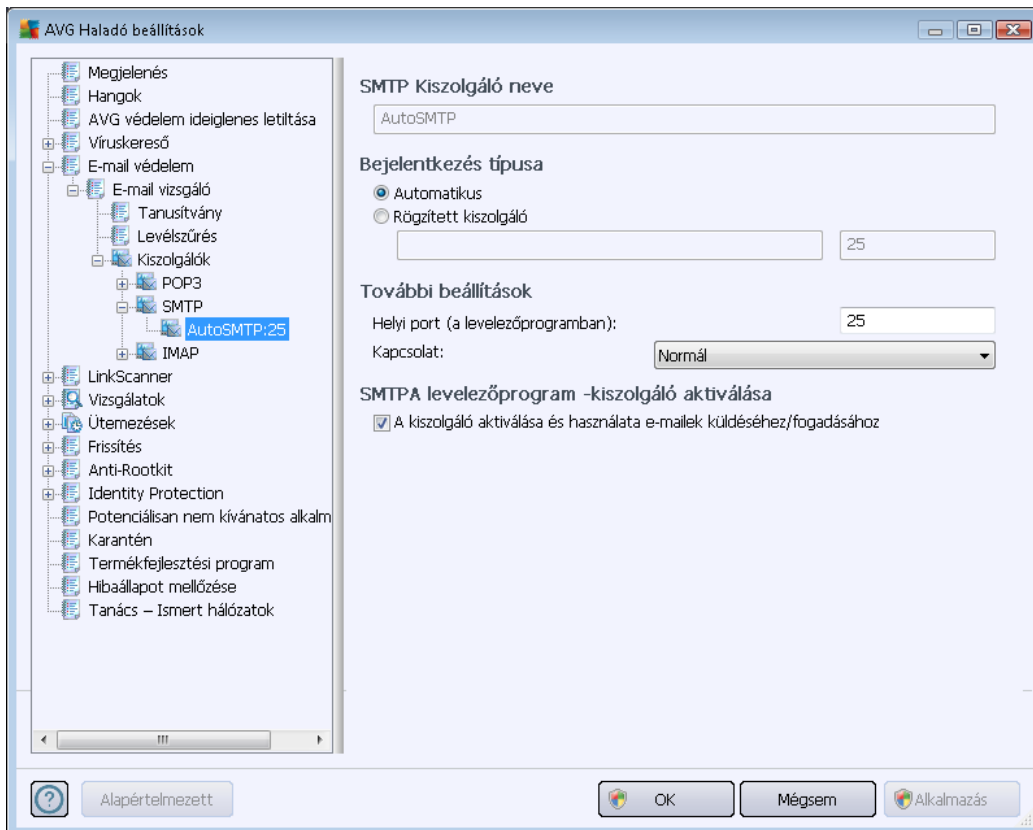 AVG Haladó beállítások
Megjelenés
Hangok
AVG védelem ideiglenes letiltása
Víruskereső
E-mail védelem
E-mail vizsgáló
Tanusítvány
Levélszűrés
Kiszolgálók
POP3
SMTP
AutoSMTP:25
IMAP
LinkScanner
Vizsgálatok
Ütemezések
Frissítés
Anti-Rootkit
Identity Protection
Potenciálisan nem kívánatos alkalm
Karantén
Termékfejlesztési program
Hibaállapot mellőzése
Tanács – Ismert hálózatok
SMTP Kiszolgáló neve
AutoSMTP
Bejelentkezés típusa
Automatikus
Rögzített kiszolgáló
25
További beállítások
Helyi port (a levelezőprogramban):
25
Kapcsolat:
Normál
SMTPA levelezőprogram -kiszolgáló aktiválása
A kiszolgáló aktiválása és használata e-mailek küldéséhez/fogadásához
Alapértelmezett
OK
Mégsem
Alkalmazás